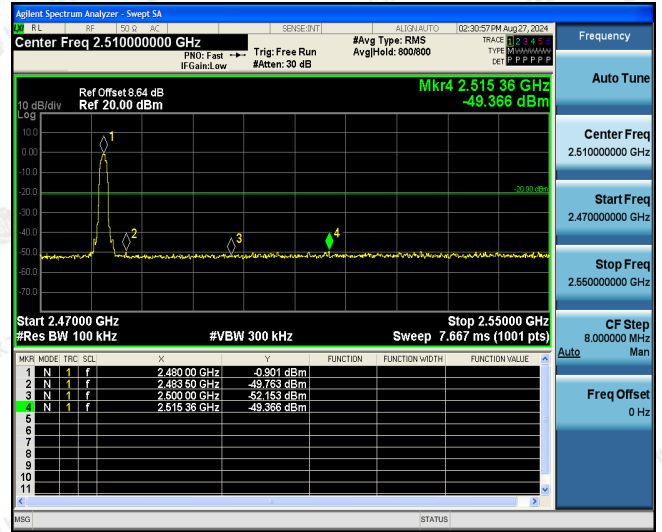 Agilent Spectrum Analyzer - Swept SA
RL RF 50 Ω AC SENSE:INT ALIGN AUTO 02:30:57 PM Aug 27, 2024
Center Freq 2.510000000 GHz
PNO: Fast
IFGain:Low
Trig: Free Run
#Atten: 30 dB
#Avg Type: RMS
Avg|Hold: 800/800
TRACE 1 2 3 4 5 6
TYPE
DET P P P P P P
Frequency
Auto Tune
Center Freq
2.510000000 GHz
Start Freq
2.470000000 GHz
Stop Freq
2.550000000 GHz
CF Step
8.000000 MHz
Auto Man
Freq Offset
0 Hz
Mkr4 2.515 36 GHz
-49.366 dBm
Ref Offset 8.64 dB
Ref 20.00 dBm
10 dB/div
Log
10.0
0.00
-10.0
-20.0
-30.0
-40.0
-50.0
-60.0
-70.0
1
2
3
4
-20.90 dBm
Start 2.47000 GHz
#Res BW 100 kHz
#VBW 300 kHz
Stop 2.55000 GHz
Sweep 7.667 ms (1001 pts)
MKR MODE TRC SCL X Y FUNCTION FUNCTION WIDTH FUNCTION VALUE
1 N 1 f 2.480 00 GHz -0.901 dBm
2 N 1 f 2.483 50 GHz -49.763 dBm
3 N 1 f 2.500 00 GHz -52.153 dBm
4 N 1 f 2.515 36 GHz -49.366 dBm
5
6
7
8
9
10
11
MSG STATUS